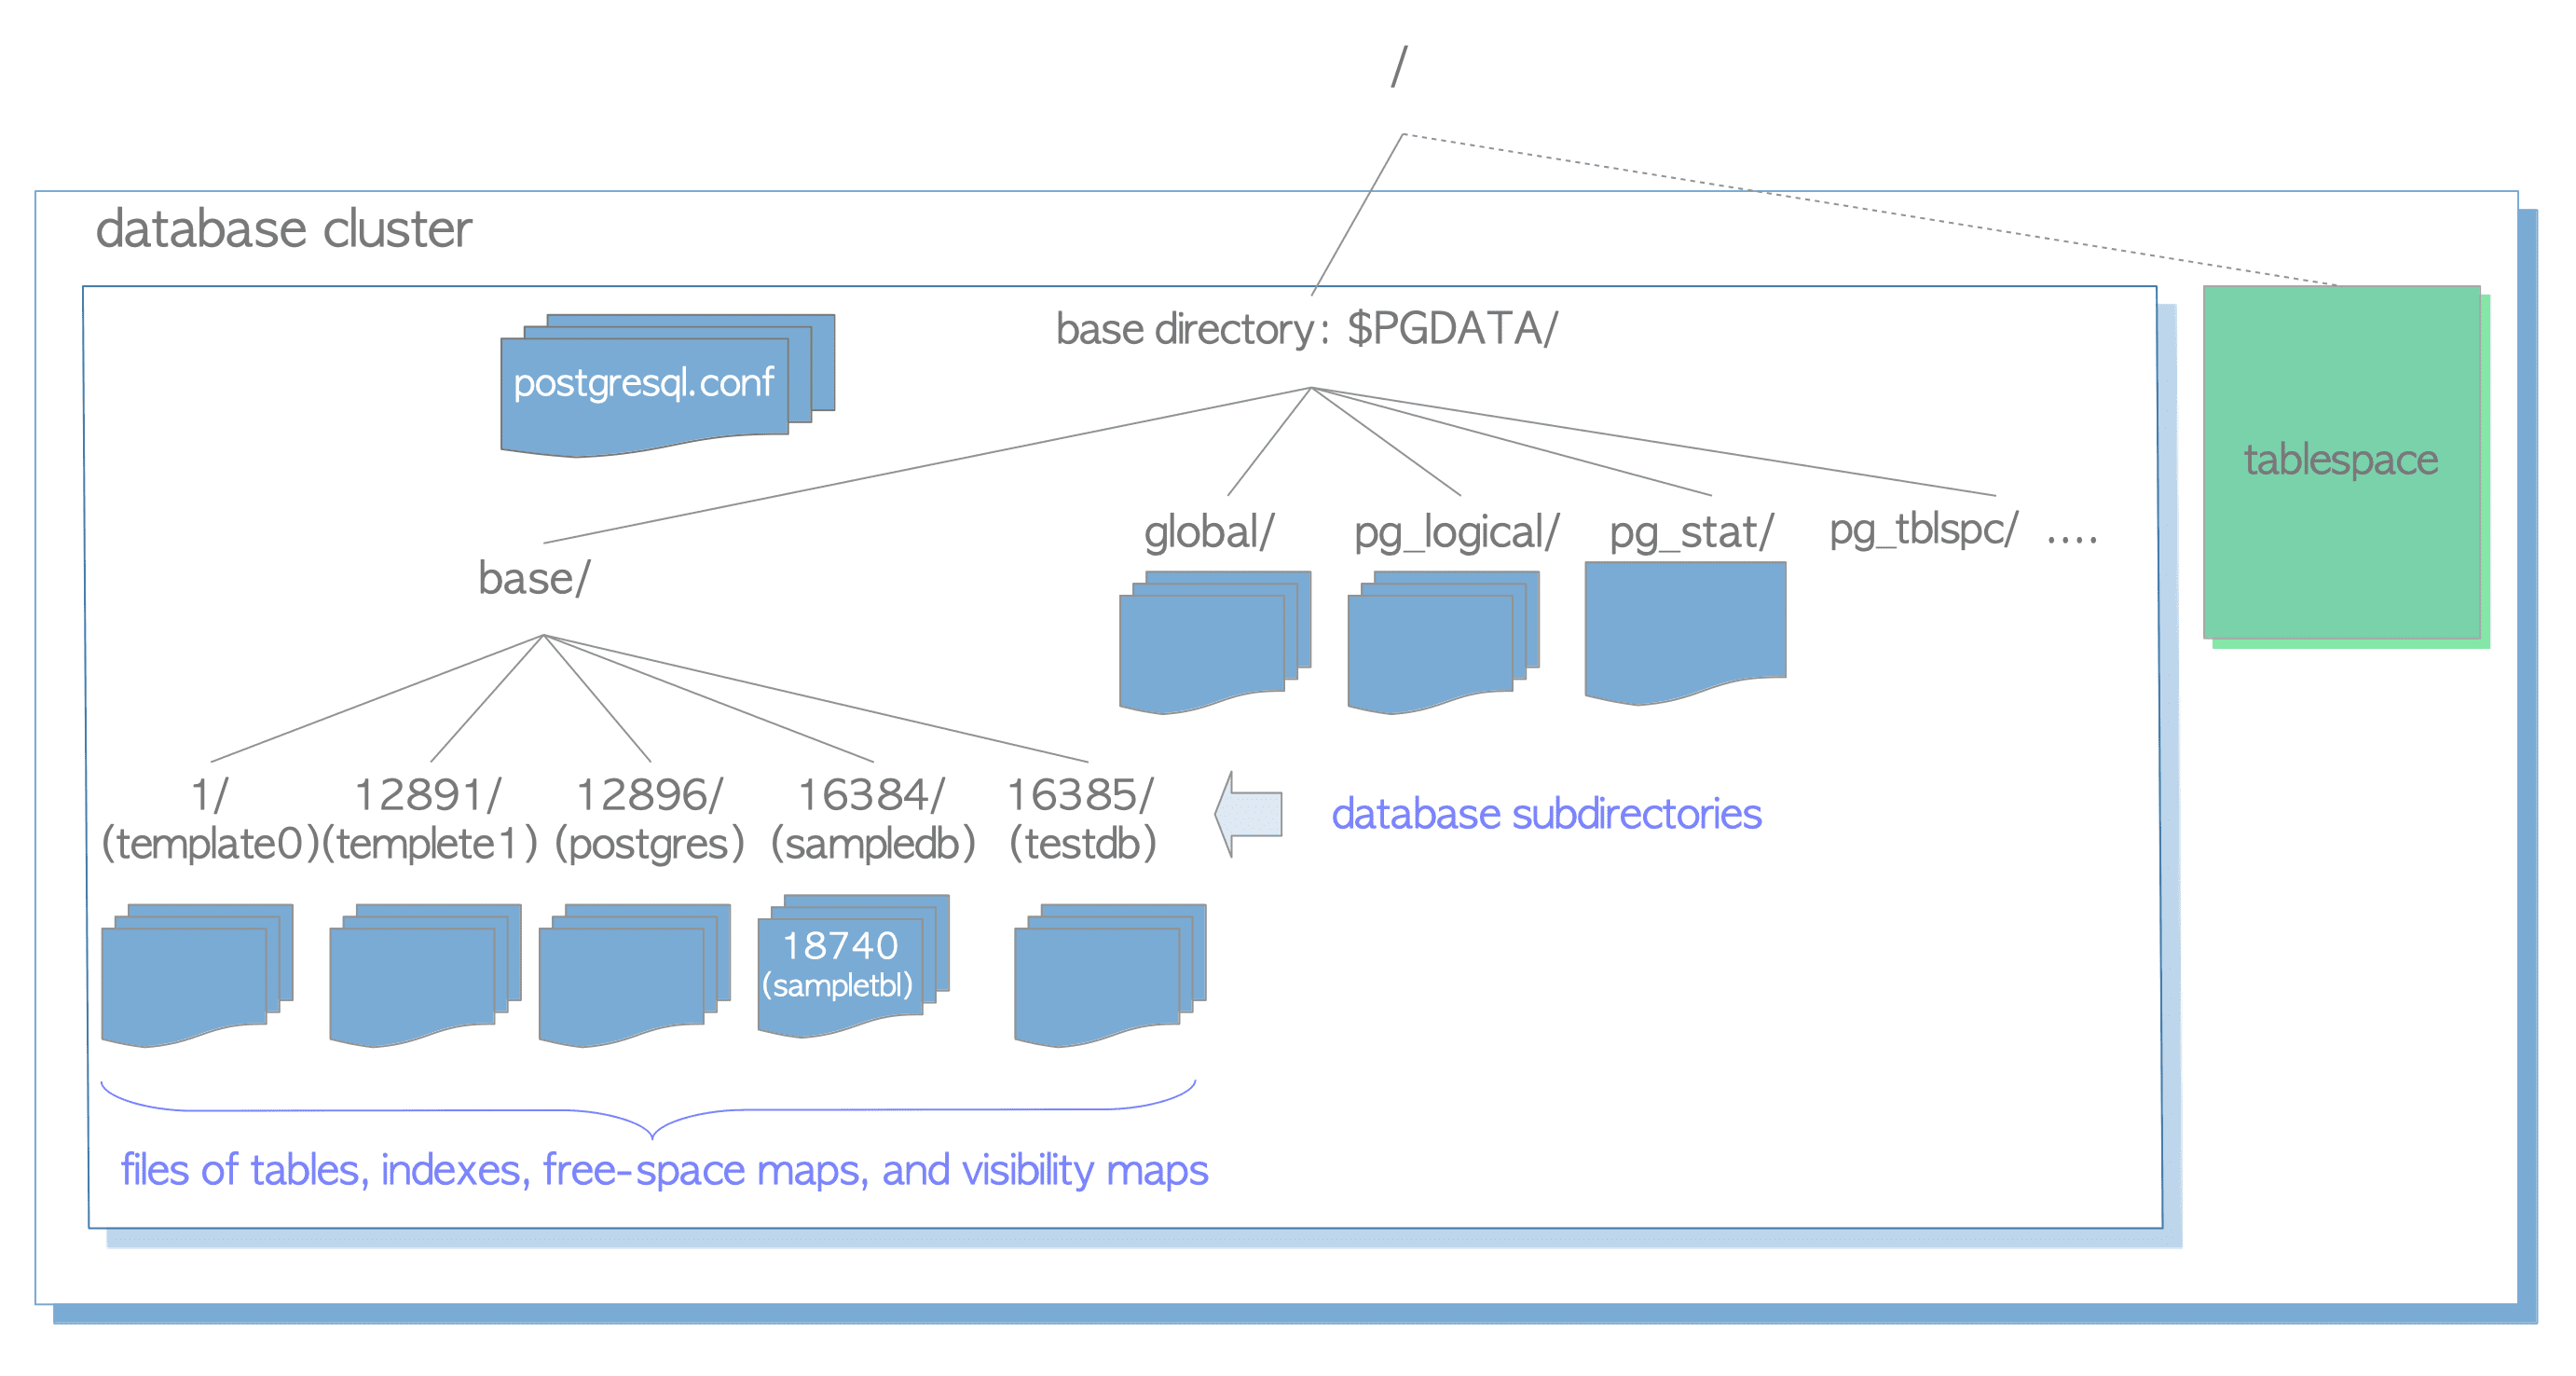 /
database cluster
base directory: $PGDATA/
postgresql.conf
tablespace
global/
pg_logical/
pg_stat/
pg_tblspc/ ....
base/
1/
(template0)
12891/
(templete1)
12896/
(postgres)
16384/
(sampledb)
16385/
(testdb)
database subdirectories
18740
(sampletbl)
files of tables, indexes, free-space maps, and visibility maps